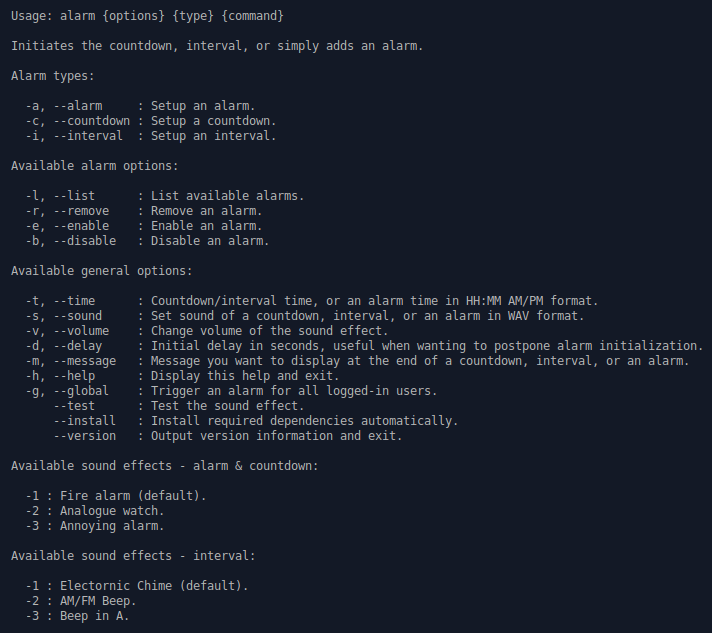 Usage: alarm {options} {type} {command}
Initiates the countdown, interval, or simply adds an alarm.
Alarm types:
-a, --alarm     : Setup an alarm.
-c, --countdown : Setup a countdown.
-i, --interval  : Setup an interval.
Available alarm options:
-l, --list      : List available alarms.
-r, --remove    : Remove an alarm.
-e, --enable    : Enable an alarm.
-b, --disable   : Disable an alarm.
Available general options:
-t, --time      : Countdown/interval time, or an alarm time in HH:MM AM/PM format.
-s, --sound     : Set sound of a countdown, interval, or an alarm in WAV format.
-v, --volume    : Change volume of the sound effect.
-d, --delay     : Initial delay in seconds, useful when wanting to postpone alarm initialization.
-m, --message   : Message you want to display at the end of a countdown, interval, or an alarm.
-h, --help      : Display this help and exit.
-g, --global    : Trigger an alarm for all logged-in users.
--test      : Test the sound effect.
--install   : Install required dependencies automatically.
--version   : Output version information and exit.
Available sound effects - alarm & countdown:
-1 : Fire alarm (default).
-2 : Analogue watch.
-3 : Annoying alarm.
Available sound effects - interval:
-1 : Electornic Chime (default).
-2 : AM/FM Beep.
-3 : Beep in A.